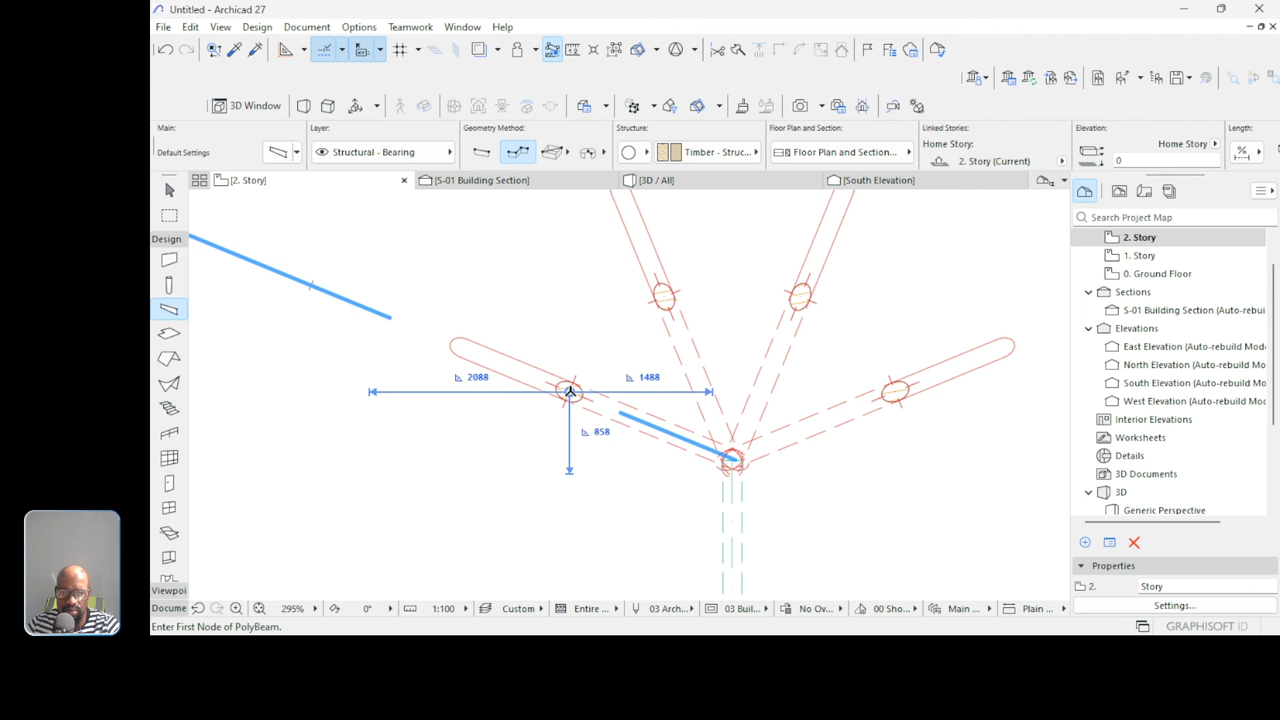 Untitled - Archicad 27
File Edit View Design Document Options Teamwork Window Help
3D Window
Main: Layer: Geometry Method: Structure: Floor Plan and Section: Linked Stories: Elevation: Length:
Default Settings Structural - Bearing Timber - Struc... Floor Plan and Section... Home Story: 2. Story (Current) Home Story 0
[2. Story] [S-01 Building Section] [3D / All] [South Elevation]
Search Project Map
Design
2. Story
1. Story
0. Ground Floor
Sections
S-01 Building Section (Auto-rebui
Elevations
East Elevation (Auto-rebuild Mod
North Elevation (Auto-rebuild Mo
South Elevation (Auto-rebuild Mo
West Elevation (Auto-rebuild Moc
Interior Elevations
Worksheets
Details
3D Documents
3D
Generic Perspective
2088 1488
858
Properties
2. Story
Settings...
Viewpoi
Docume 295% 0° 1:100 Custom Entire ... 03 Arch... 03 Buil... No Ov... 00 Sho... Main ... Plain ...
Enter First Node of PolyBeam.
GRAPHISOFT ID